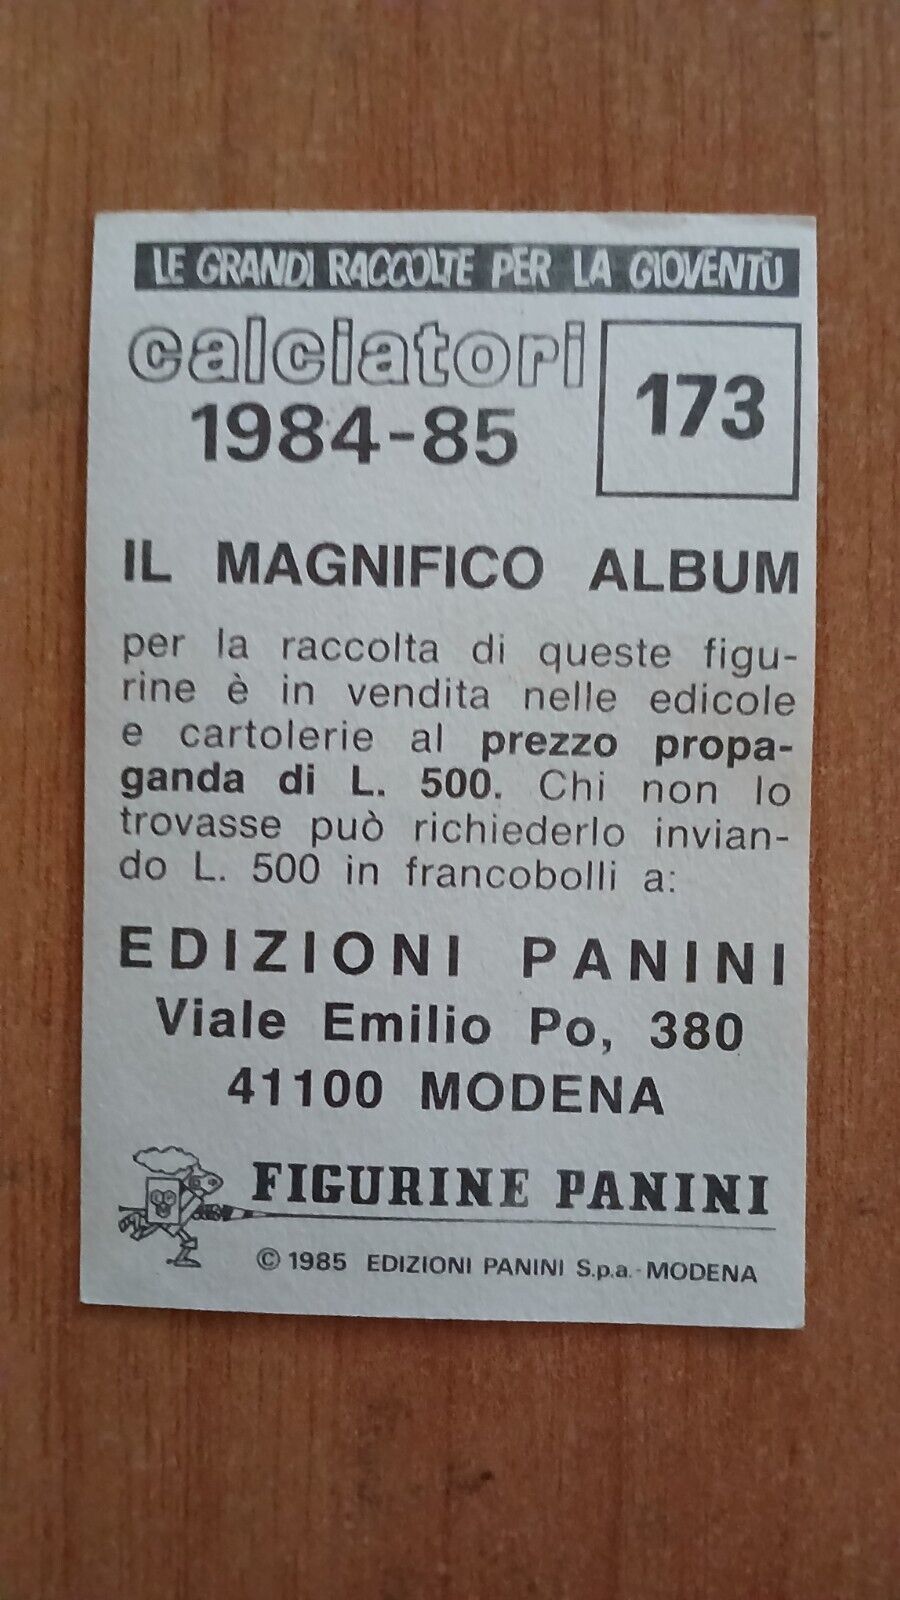 LE GRANDI RACCOLTE PER LA GIOVENTÙ
calciatori
1984-85
173
IL MAGNIFICO ALBUM
per la raccolta di queste figu-
rine è in vendita nelle edicole
e cartolerie al prezzo propa-
ganda di L. 500. Chi non lo
trovasse può richiederlo invian-
do L. 500 in francobolli a:
EDIZIONI PANINI
Viale Emilio Po, 380
41100 MODENA
FIGURINE PANINI
© 1985 EDIZIONI PANINI S.p.a.-MODENA